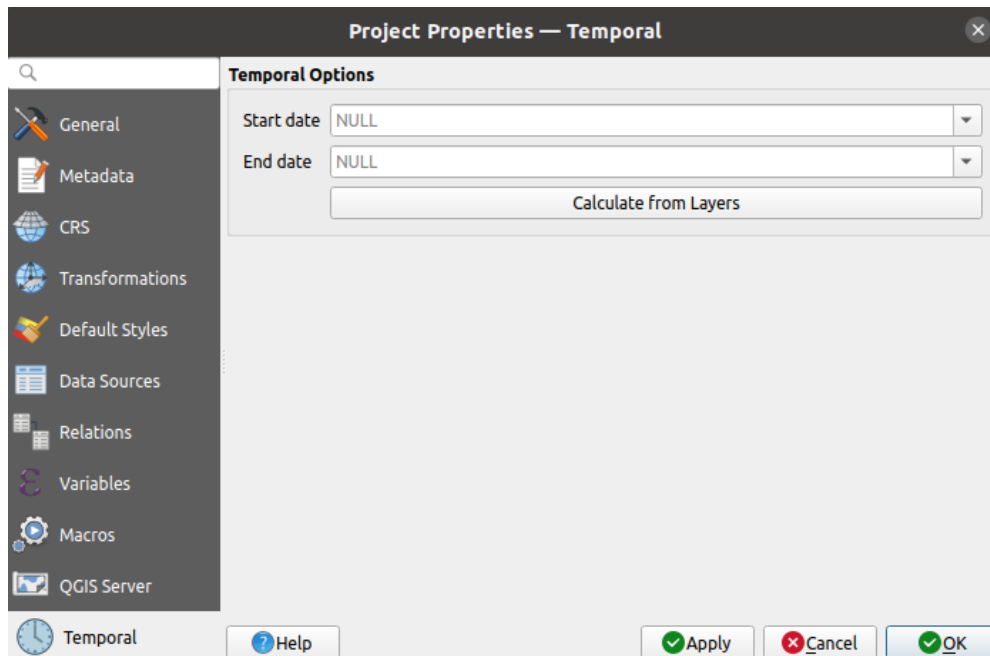 Project Properties — Temporal
General
Metadata
CRS
Transformations
Default Styles
Data Sources
Relations
Variables
Macros
QGIS Server
Temporal
Temporal Options
Start date NULL
End date NULL
Calculate from Layers
Help Apply Cancel OK